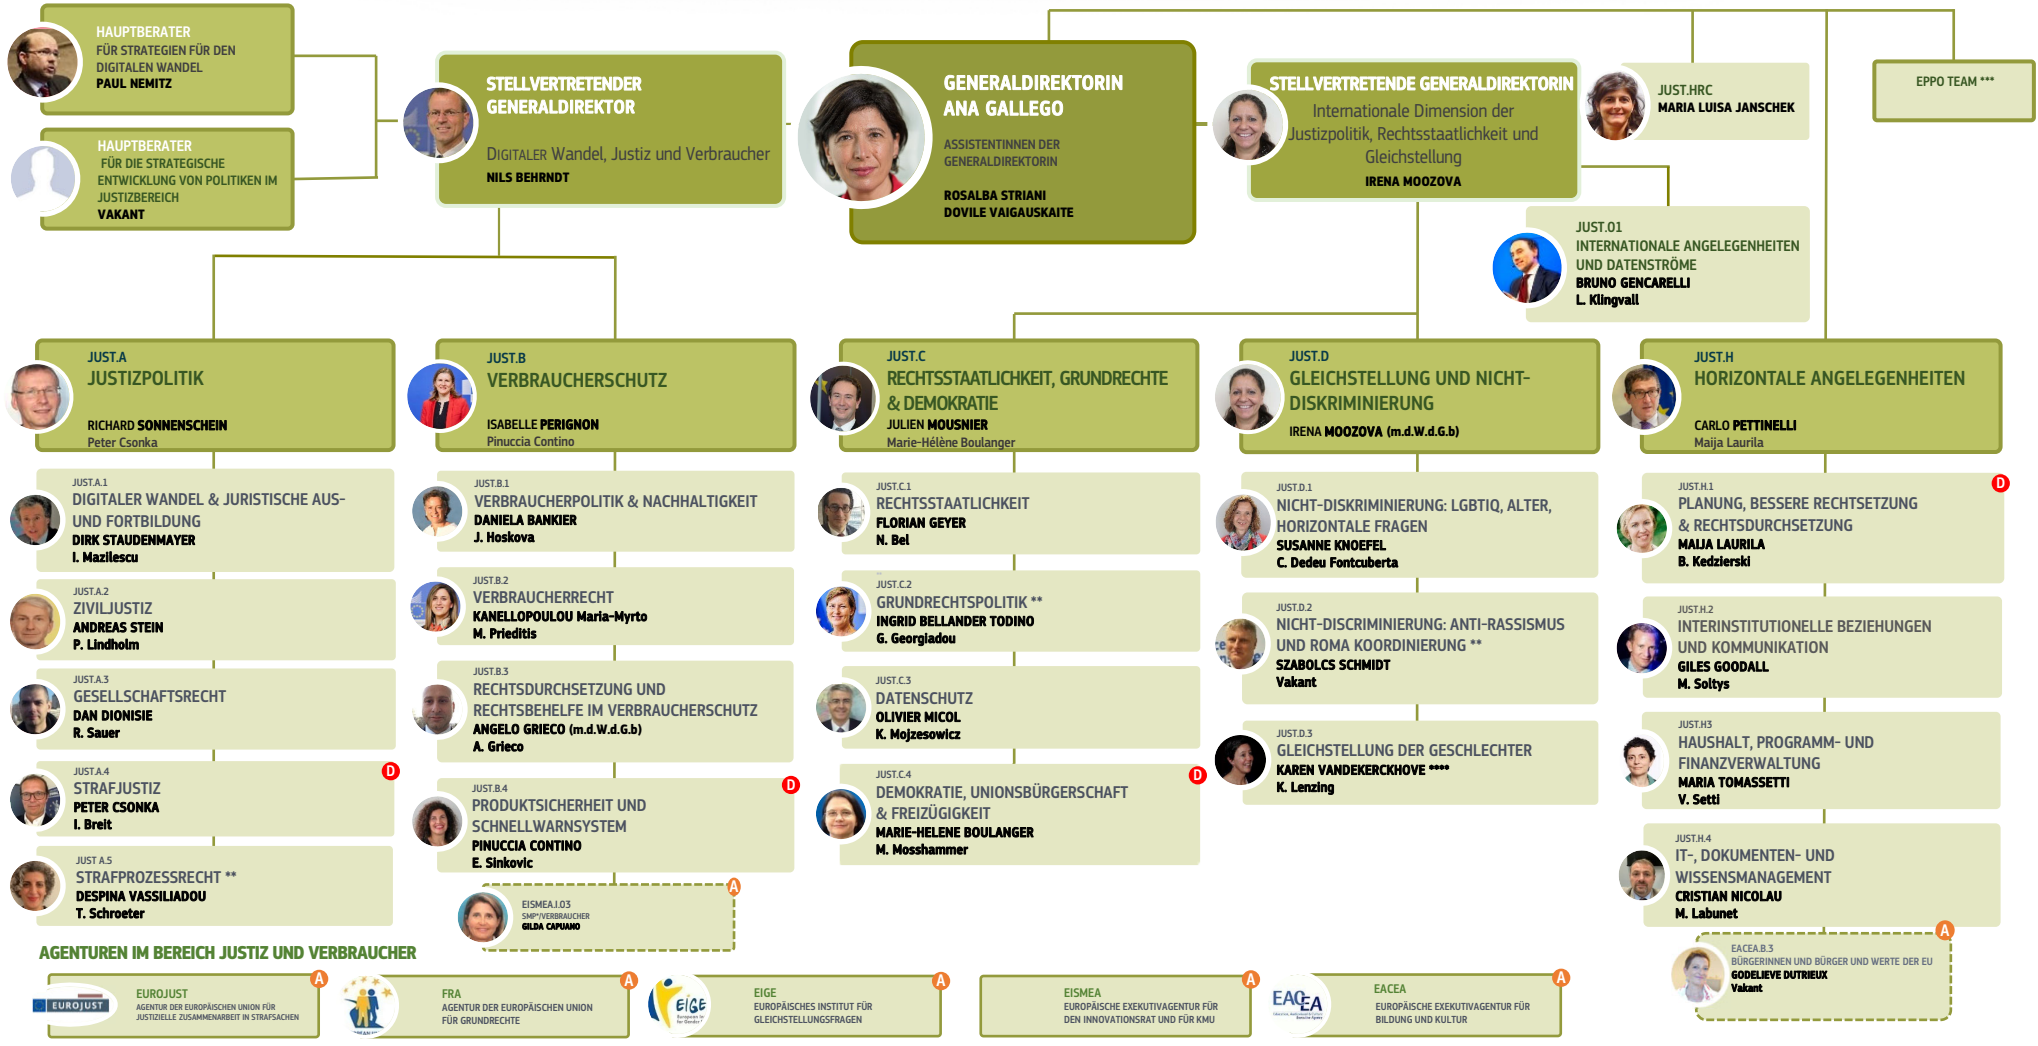 HAUPTBERATER
FÜR STRATEGIEN FÜR DEN
DIGITALEN WANDEL
PAUL NEMITZ
HAUPTBERATER
FÜR DIE STRATEGISCHE
ENTWICKLUNG VON POLITIKEN IM
JUSTIZBEREICH
VAKANT
STELLVERTRETENDER
GENERALDIREKTOR
DIGITALER Wandel, Justiz und Verbraucher
NILS BEHRNDT
GENERALDIREKTORIN
ANA GALLEGO
ASSISTENTINNEN DER
GENERALDIREKTORIN
ROSALBA STRIANI
DOVILE VAIGAUSKAITE
STELLVERTRETENDE GENERALDIREKTORIN
Internationale Dimension der
Justizpolitik, Rechtsstaatlichkeit und
Gleichstellung
IRENA MOOZOVA
JUST.HRC
MARIA LUISA JANSCHEK
EPPO TEAM ***
JUST.01
INTERNATIONALE ANGELEGENHEITEN
UND DATENSTRÖME
BRUNO GENCARELLI
L. Klingvall
JUST.A
JUSTIZPOLITIK
RICHARD SONNENSCHEIN
Peter Csonka
JUST.A.1
DIGITALER WANDEL & JURISTISCHE AUS-
UND FORTBILDUNG
DIRK STAUDENMAYER
I. Mazilescu
JUST.A.2
ZIVILJUSTIZ
ANDREAS STEIN
P. Lindholm
JUST.A.3
GESELLSCHAFTSRECHT
DAN DIONISIE
R. Sauer
JUST.A.4
STRAFJUSTIZ
PETER CSONKA
I. Breit
D
JUST A.5
STRAFPROZESSRECHT **
DESPINA VASSILIADOU
T. Schroeter
JUST.B
VERBRAUCHERSCHUTZ
ISABELLE PERIGNON
Pinuccia Contino
JUST.B.1
VERBRAUCHERPOLITIK & NACHHALTIGKEIT
DANIELA BANKIER
J. Hoskova
JUST.B.2
VERBRAUCHERRECHT
KANELLOPOULOU Maria-Myrto
M. Prieditis
JUST.B.3
RECHTSDURCHSETZUNG UND
RECHTSBEHELFE IM VERBRAUCHERSCHUTZ
ANGELO GRIECO (m.d.W.d.G.b)
A. Grieco
JUST.B.4
PRODUKTSICHERHEIT UND
SCHNELLWARNSYSTEM
PINUCCIA CONTINO
E. Sinkovic
D
EISMEA.I.03
SMP*/VERBRAUCHER
GILDA CAPUANO
A
JUST.C
RECHTSSTAATLICHKEIT, GRUNDRECHTE
& DEMOKRATIE
JULIEN MOUSNIER
Marie-Hélène Boulanger
JUST.C.1
RECHTSSTAATLICHKEIT
FLORIAN GEYER
N. Bel
JUST.C.2
GRUNDRECHTSPOLITIK **
INGRID BELLANDER TODINO
G. Georgiadou
JUST.C.3
DATENSCHUTZ
OLIVIER MICOL
K. Mojzesowicz
JUST.C.4
DEMOKRATIE, UNIONSBÜRGERSCHAFT
& FREIZÜGIGKEIT
MARIE-HELENE BOULANGER
M. Mosshammer
D
JUST.D
GLEICHSTELLUNG UND NICHT-
DISKRIMINIERUNG
IRENA MOOZOVA (m.d.W.d.G.b)
JUST.D.1
NICHT-DISKRIMINIERUNG: LGBTIQ, ALTER,
HORIZONTALE FRAGEN
SUSANNE KNOEFEL
C. Dedeu Fontcuberta
JUST.D.2
NICHT-DISCRIMINIERUNG: ANTI-RASSISMUS
UND ROMA KOORDINIERUNG **
SZABOLCS SCHMIDT
Vakant
JUST.D.3
GLEICHSTELLUNG DER GESCHLECHTER
KAREN VANDEKERCKHOVE ****
K. Lenzing
JUST.H
HORIZONTALE ANGELEGENHEITEN
CARLO PETTINELLI
Maija Laurila
JUST.H.1
PLANUNG, BESSERE RECHTSETZUNG
& RECHTSDURCHSETZUNG
MAIJA LAURILA
B. Kedzierski
D
JUST.H.2
INTERINSTITUTIONELLE BEZIEHUNGEN
UND KOMMUNIKATION
GILES GOODALL
M. Soltys
JUST.H3
HAUSHALT, PROGRAMM- UND
FINANZVERWALTUNG
MARIA TOMASSETTI
V. Setti
JUST.H.4
IT-, DOKUMENTEN- UND
WISSENSMANAGEMENT
CRISTIAN NICOLAU
M. Labunet
EACEA.B.3
BÜRGERINNEN UND BÜRGER UND WERTE DER EU
GODELIEVE DUTRIEUX
Vakant
A
AGENTUREN IM BEREICH JUSTIZ UND VERBRAUCHER
EUROJUST
EUROJUST
AGENTUR DER EUROPÄISCHEN UNION FÜR
JUSTIZIELLE ZUSAMMENARBEIT IN STRAFSACHEN
A
FRA
AGENTUR DER EUROPÄISCHEN UNION
FÜR GRUNDRECHTE
A
EIGE
EIGE
EUROPÄISCHES INSTITUT FÜR
GLEICHSTELLUNGSFRAGEN
A
EISMEA
EUROPÄISCHE EXEKUTIVAGENTUR FÜR
DEN INNOVATIONSRAT UND FÜR KMU
A
EACEA
EACEA
EUROPÄISCHE EXEKUTIVAGENTUR FÜR
BILDUNG UND KULTUR
A